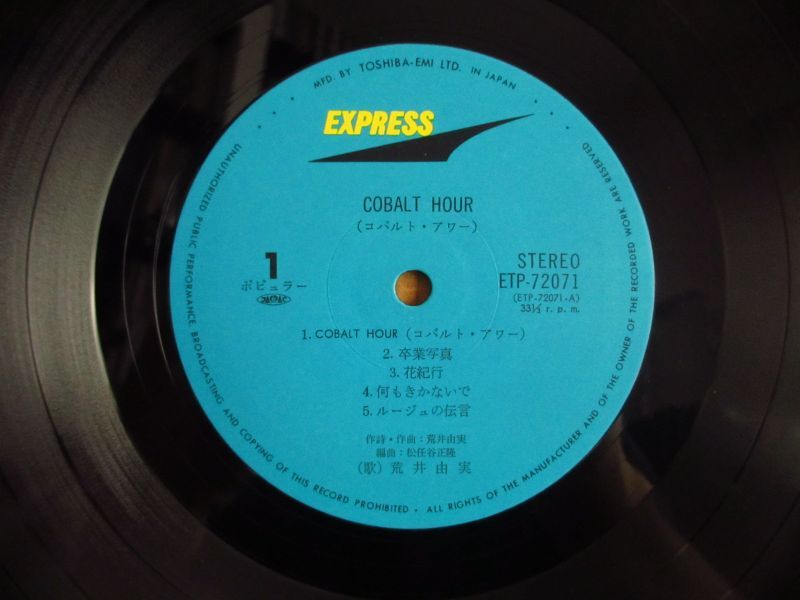 MFD. BY TOSHIBA-EMI LTD. IN JAPAN
EXPRESS
COBALT HOUR
(コバルト・アワー)
1
ポピュラー
STEREO
ETP-72071
(ETP-72071-A)
33⅓ r. p. m.
1. COBALT HOUR (コバルト・アワー)
2. 卒業写真
3. 花紀行
4. 何もきかないで
5. ルージュの伝言
作詩・作曲:荒井由実
編曲:松任谷正隆
(歌) 荒井由実
UNAUTHORIZED PUBLIC PERFORMANCE. BROADCASTING AND COPYING OF THIS RECORD PROHIBITED • ALL RIGHTS OF THE MANUFACTURER AND OF THE OWNER OF THE RECORDED WORK ARE RESERVED